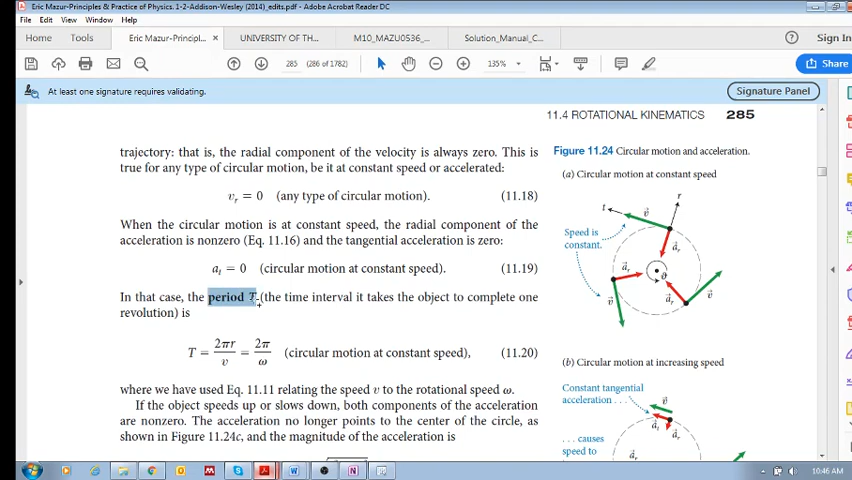 Eric Mazur-Principles & Practice of Physics. 1-2-Addison-Wesley (2014)_edits.pdf - Adobe Acrobat Reader DC
File Edit View Window Help
Home Tools Eric Mazur-Princip... × UNIVERSITY OF TH... M10_MAZU0536_... Solution_Manual_C... Sign In
285 (286 of 1782) 135% Share
At least one signature requires validating. Signature Panel
11.4 ROTATIONAL KINEMATICS 285
trajectory: that is, the radial component of the velocity is always zero. This is
true for any type of circular motion, be it at constant speed or accelerated:
v_r = 0 (any type of circular motion). (11.18)
When the circular motion is at constant speed, the radial component of the
acceleration is nonzero (Eq. 11.16) and the tangential acceleration is zero:
a_t = 0 (circular motion at constant speed). (11.19)
In that case, the period T (the time interval it takes the object to complete one
revolution) is
T = 2πr/v = 2π/ω (circular motion at constant speed), (11.20)
where we have used Eq. 11.11 relating the speed v to the rotational speed ω.
If the object speeds up or slows down, both components of the acceleration
are nonzero. The acceleration no longer points to the center of the circle, as
shown in Figure 11.24c, and the magnitude of the acceleration is
Figure 11.24 Circular motion and acceleration.
(a) Circular motion at constant speed
r
t
v⃗
Speed is
constant.
a⃗_r
a⃗_r
a⃗_r
v⃗
v⃗
(b) Circular motion at increasing speed
Constant tangential
acceleration . . .
v⃗
a⃗_t
a⃗_r
. . . causes
speed to
a⃗_r
10:46 AM